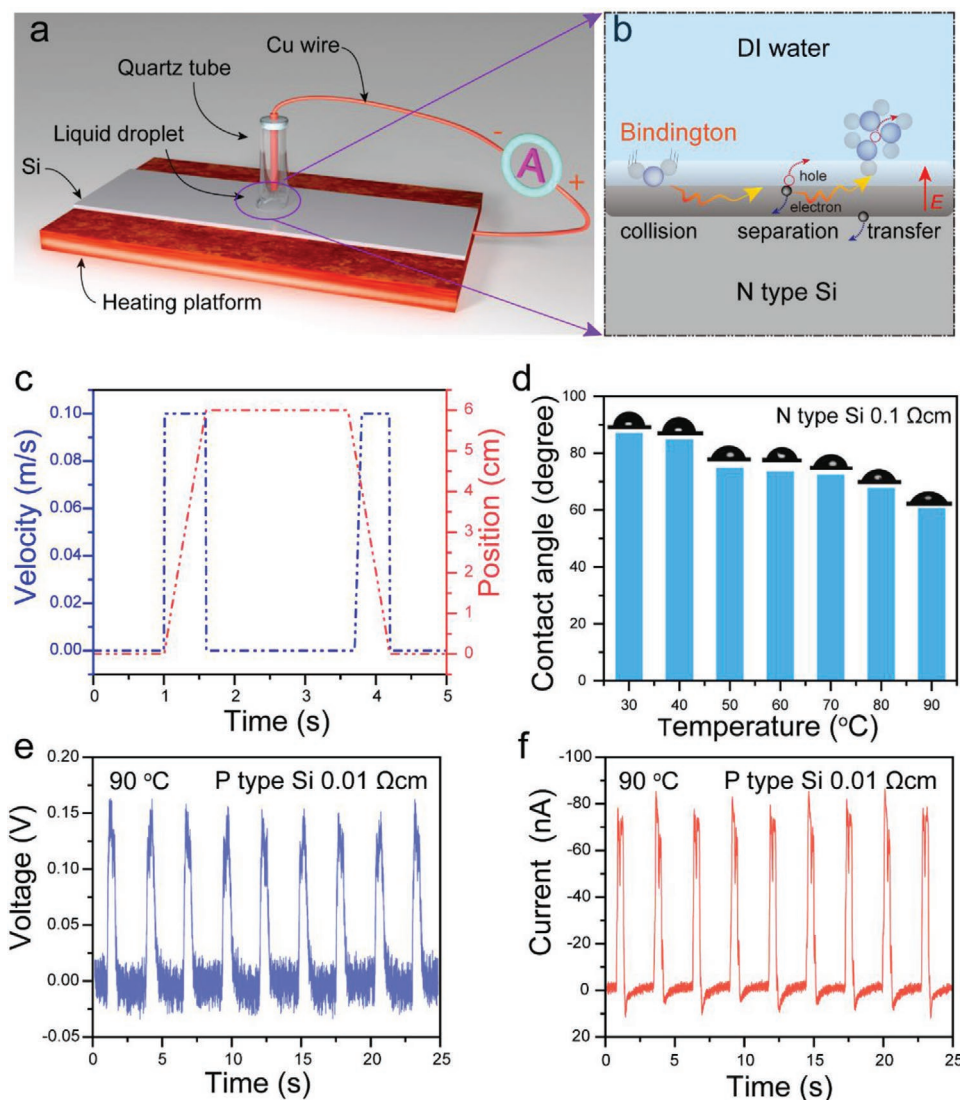 a
Cu wire
Quartz tube
Liquid droplet
Si
Heating platform
-
A
+
b
DI water
Bindington
hole
electron
E
collision
separation
transfer
N type Si
c
Velocity (m/s)
0.10
0.08
0.06
0.04
0.02
0.00
Position (cm)
6
5
4
3
2
1
0
0 1 2 3 4 5
Time (s)
d
N type Si 0.1 Ωcm
Contact angle (degree)
100
80
60
40
20
0
30 40 50 60 70 80 90
Temperature (°C)
e
90 °C P type Si 0.01 Ωcm
Voltage (V)
0.20
0.15
0.10
0.05
0.00
-0.05
0 5 10 15 20 25
Time (s)
f
90 °C P type Si 0.01 Ωcm
Current (nA)
-100
-80
-60
-40
-20
0
20
0 5 10 15 20 25
Time (s)